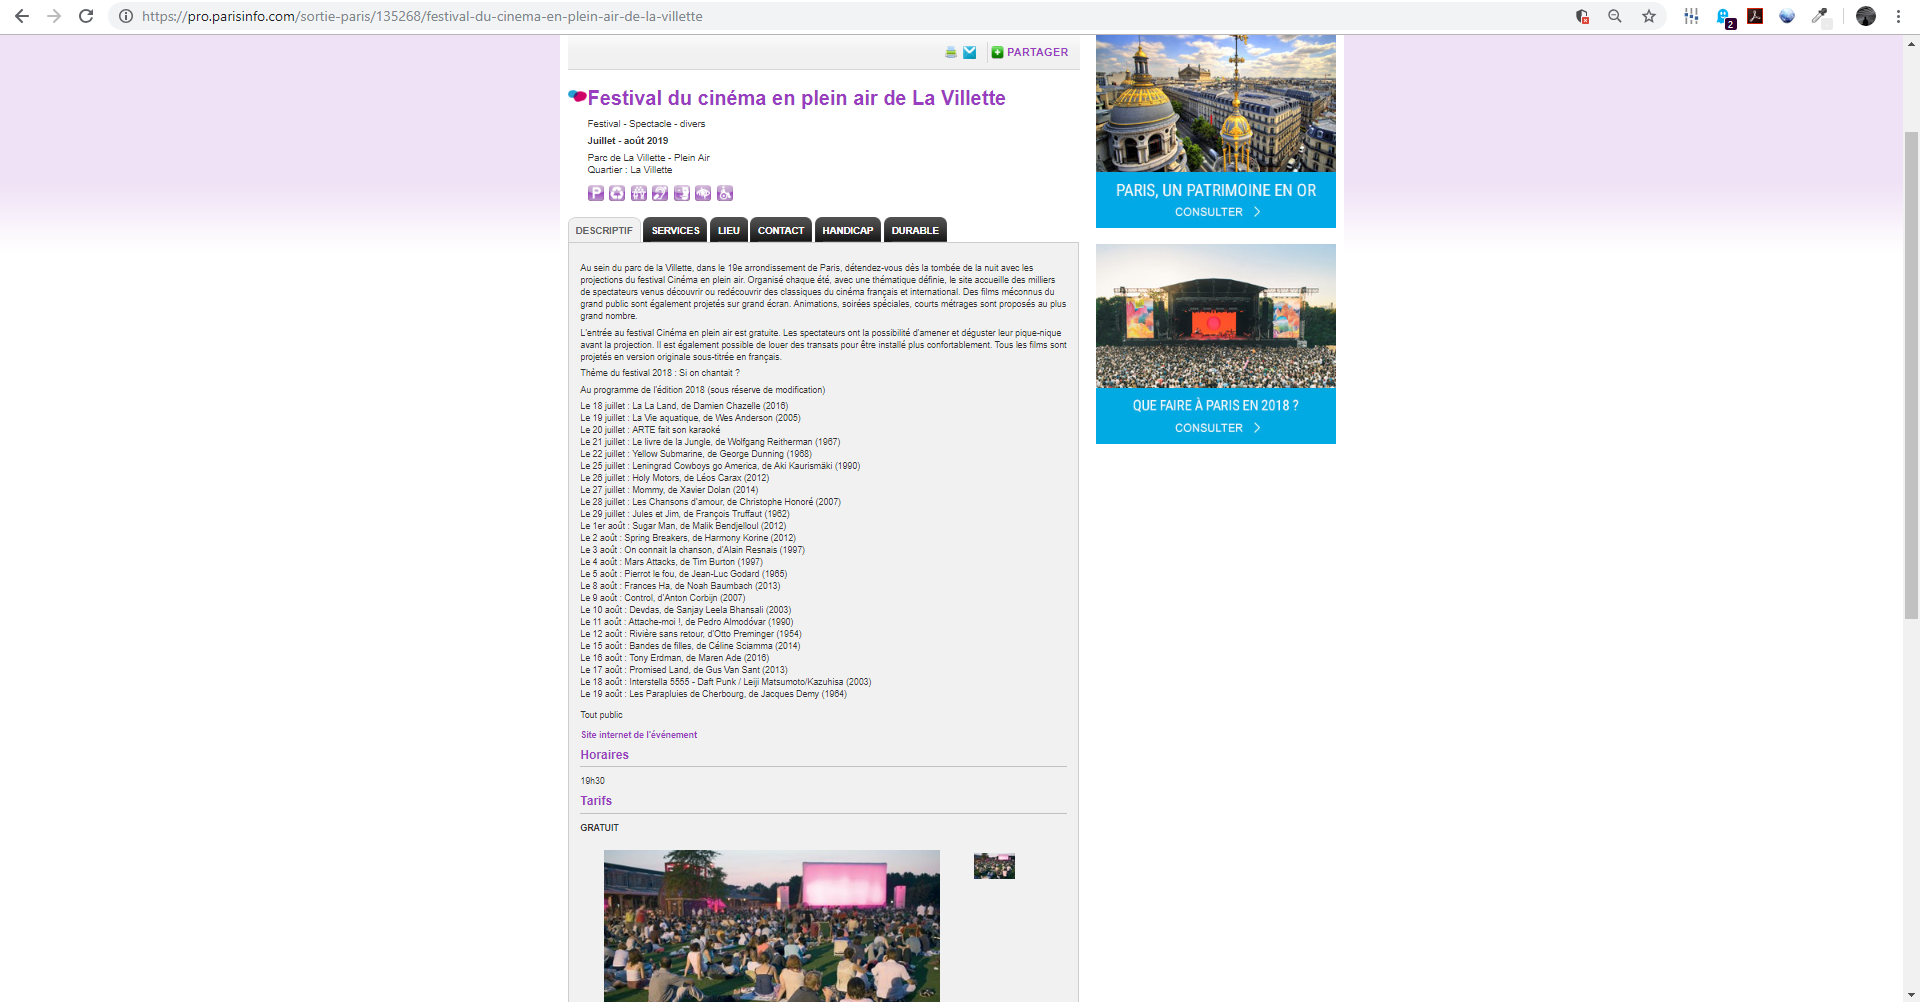 https://pro.parisinfo.com/sortie-paris/135268/festival-du-cinema-en-plein-air-de-la-villette
2
PARTAGER
Festival du cinéma en plein air de La Villette
Festival - Spectacle - divers
Juillet - août 2019
Parc de La Villette - Plein Air
Quartier : La Villette
DESCRIPTIF SERVICES LIEU CONTACT HANDICAP DURABLE
Au sein du parc de la Villette, dans le 19e arrondissement de Paris, détendez-vous dès la tombée de la nuit avec les
projections du festival Cinéma en plein air. Organisé chaque été, avec une thématique définie, le site accueille des milliers
de spectateurs venus découvrir ou redécouvrir des classiques du cinéma français et international. Des films méconnus du
grand public sont également projetés sur grand écran. Animations, soirées spéciales, courts métrages sont proposés au plus
grand nombre.
L'entrée au festival Cinéma en plein air est gratuite. Les spectateurs ont la possibilité d'amener et déguster leur pique-nique
avant la projection. Il est également possible de louer des transats pour être installé plus confortablement. Tous les films sont
projetés en version originale sous-titrée en français.
Thème du festival 2018 : Si on chantait ?
Au programme de l'édition 2018 (sous réserve de modification)
Le 18 juillet : La La Land, de Damien Chazelle (2016)
Le 19 juillet : La Vie aquatique, de Wes Anderson (2005)
Le 20 juillet : ARTE fait son karaoké
Le 21 juillet : Le livre de la Jungle, de Wolfgang Reitherman (1967)
Le 22 juillet : Yellow Submarine, de George Dunning (1968)
Le 25 juillet : Leningrad Cowboys go America, de Aki Kaurismäki (1990)
Le 26 juillet : Holy Motors, de Léos Carax (2012)
Le 27 juillet : Mommy, de Xavier Dolan (2014)
Le 28 juillet : Les Chansons d'amour, de Christophe Honoré (2007)
Le 29 juillet : Jules et Jim, de François Truffaut (1962)
Le 1er août : Sugar Man, de Malik Bendjelloul (2012)
Le 2 août : Spring Breakers, de Harmony Korine (2012)
Le 3 août : On connait la chanson, d'Alain Resnais (1997)
Le 4 août : Mars Attacks, de Tim Burton (1997)
Le 5 août : Pierrot le fou, de Jean-Luc Godard (1965)
Le 8 août : Frances Ha, de Noah Baumbach (2013)
Le 9 août : Control, d'Anton Corbijn (2007)
Le 10 août : Devdas, de Sanjay Leela Bhansali (2003)
Le 11 août : Attache-moi !, de Pedro Almodóvar (1990)
Le 12 août : Rivière sans retour, d'Otto Preminger (1954)
Le 15 août : Bandes de filles, de Céline Sciamma (2014)
Le 16 août : Tony Erdman, de Maren Ade (2016)
Le 17 août : Promised Land, de Gus Van Sant (2013)
Le 18 août : Interstella 5555 - Daft Punk / Leiji Matsumoto/Kazuhisa (2003)
Le 19 août : Les Parapluies de Cherbourg, de Jacques Demy (1964)
Tout public
Site internet de l'événement
Horaires
19h30
Tarifs
GRATUIT
PARIS, UN PATRIMOINE EN OR
CONSULTER
QUE FAIRE À PARIS EN 2018 ?
CONSULTER